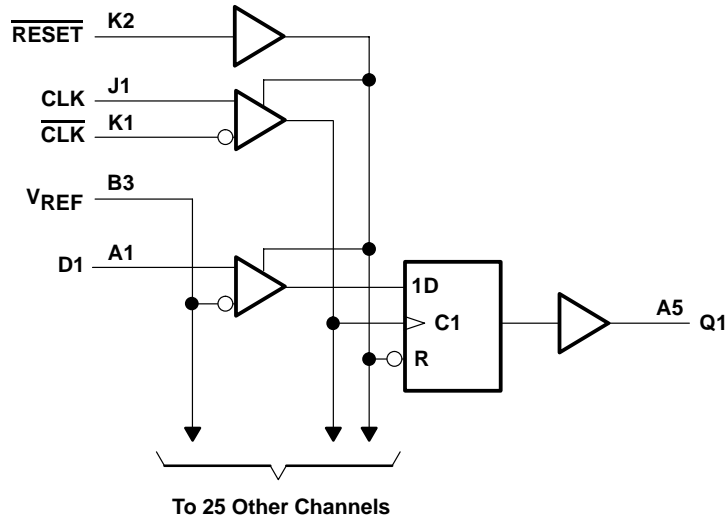 RESET K2
CLK J1
CLK K1
VREF B3
D1 A1
1D
C1
R
A5 Q1
To 25 Other Channels